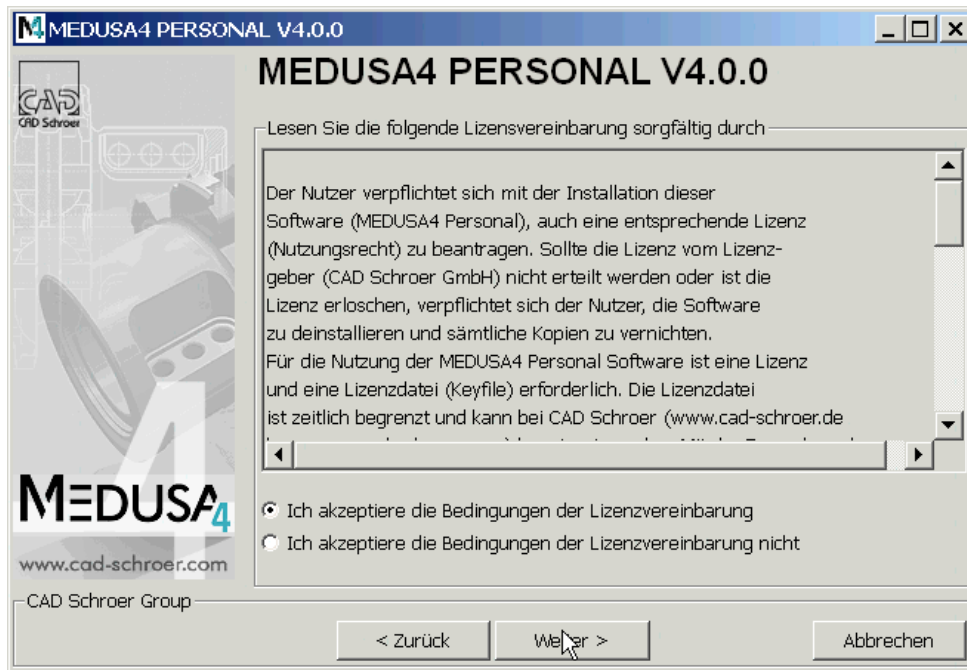 MEDUSA4 PERSONAL V4.0.0
CAD
CAD Schroer
MEDUSA4 PERSONAL V4.0.0
Lesen Sie die folgende Lizensvereinbarung sorgfältig durch
Der Nutzer verpflichtet sich mit der Installation dieser
Software (MEDUSA4 Personal), auch eine entsprechende Lizenz
(Nutzungsrecht) zu beantragen. Sollte die Lizenz vom Lizenz-
geber (CAD Schroer GmbH) nicht erteilt werden oder ist die
Lizenz erloschen, verpflichtet sich der Nutzer, die Software
zu deinstallieren und sämtliche Kopien zu vernichten.
Für die Nutzung der MEDUSA4 Personal Software ist eine Lizenz
und eine Lizenzdatei (Keyfile) erforderlich. Die Lizenzdatei
ist zeitlich begrenzt und kann bei CAD Schroer (www.cad-schroer.de
Ich akzeptiere die Bedingungen der Lizenzvereinbarung
Ich akzeptiere die Bedingungen der Lizenzvereinbarung nicht
MEDUSA4
www.cad-schroer.com
CAD Schroer Group
< Zurück
Weiter >
Abbrechen